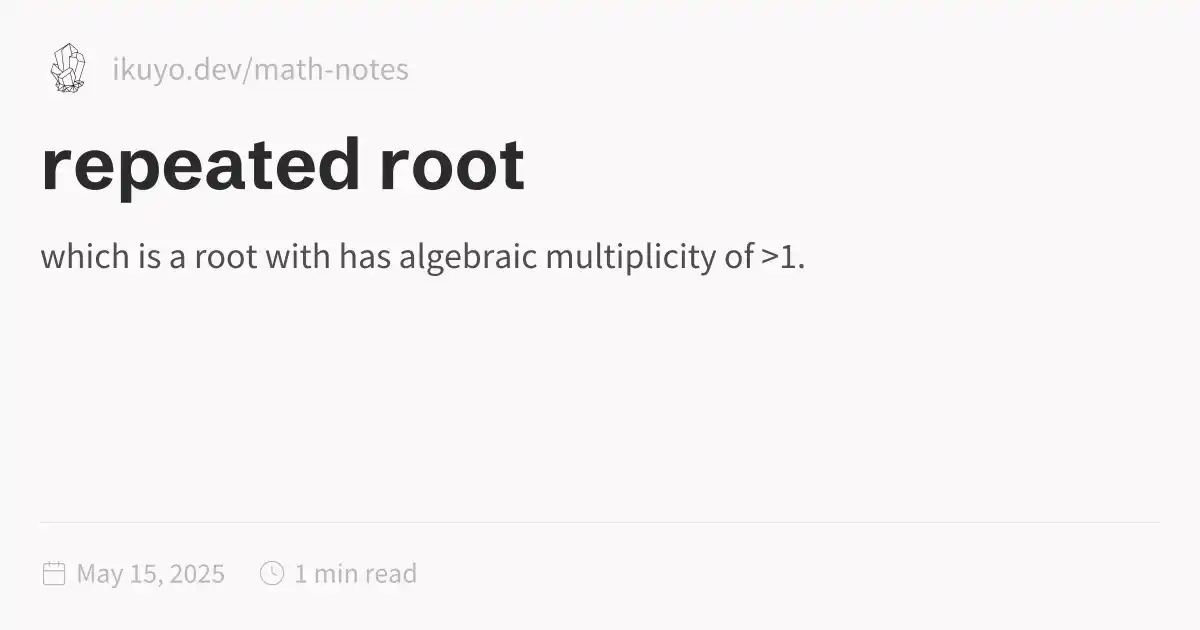 ikuyo.dev/math-notes
repeated root
which is a root with has algebraic multiplicity of >1.
May 15, 2025 1 min read